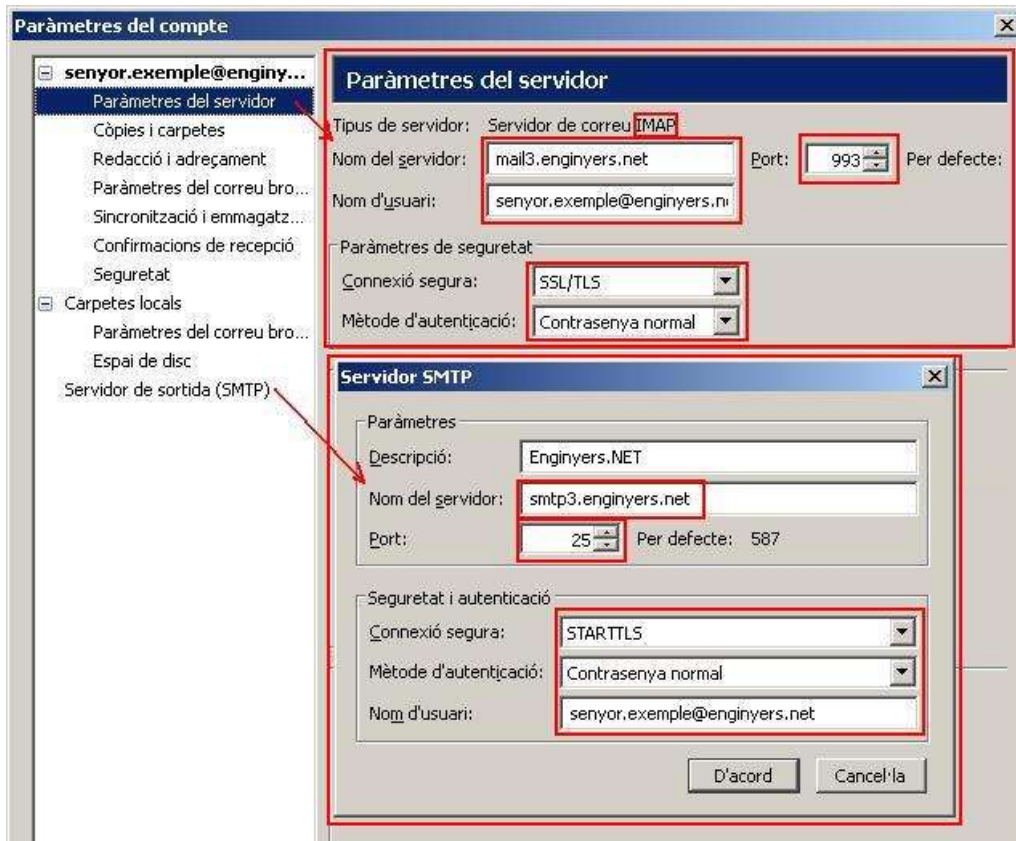 Paràmetres del compte
senyor.exemple@enginy...
Paràmetres del servidor
Còpies i carpetes
Redacció i adreçament
Paràmetres del correu bro...
Sincronització i emmagatz...
Confirmacions de recepció
Seguretat
Carpetes locals
Paràmetres del correu bro...
Espai de disc
Servidor de sortida (SMTP)
Paràmetres del servidor
Tipus de servidor: Servidor de correu IMAP
Nom del servidor: mail3.enginyers.net Port: 993 Per defecte:
Nom d'usuari: senyor.exemple@enginyers.n
Paràmetres de seguretat
Connexió segura: SSL/TLS
Mètode d'autenticació: Contrasenya normal
Servidor SMTP
Paràmetres
Descripció: Enginyers.NET
Nom del servidor: smtp3.enginyers.net
Port: 25 Per defecte: 587
Seguretat i autenticació
Connexió segura: STARTTLS
Mètode d'autenticació: Contrasenya normal
Nom d'usuari: senyor.exemple@enginyers.net
D'acord Cancel·la